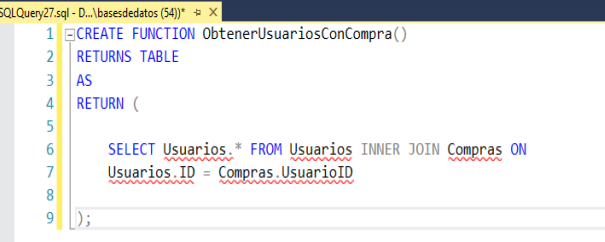 SQLQuery27.sql - D...\basesdedatos (54))* ✕
1 CREATE FUNCTION ObtenerUsuariosConCompra()
2 RETURNS TABLE
3 AS
4 RETURN (
5
6 SELECT Usuarios.* FROM Usuarios INNER JOIN Compras ON
7 Usuarios.ID = Compras.UsuarioID
8
9 );